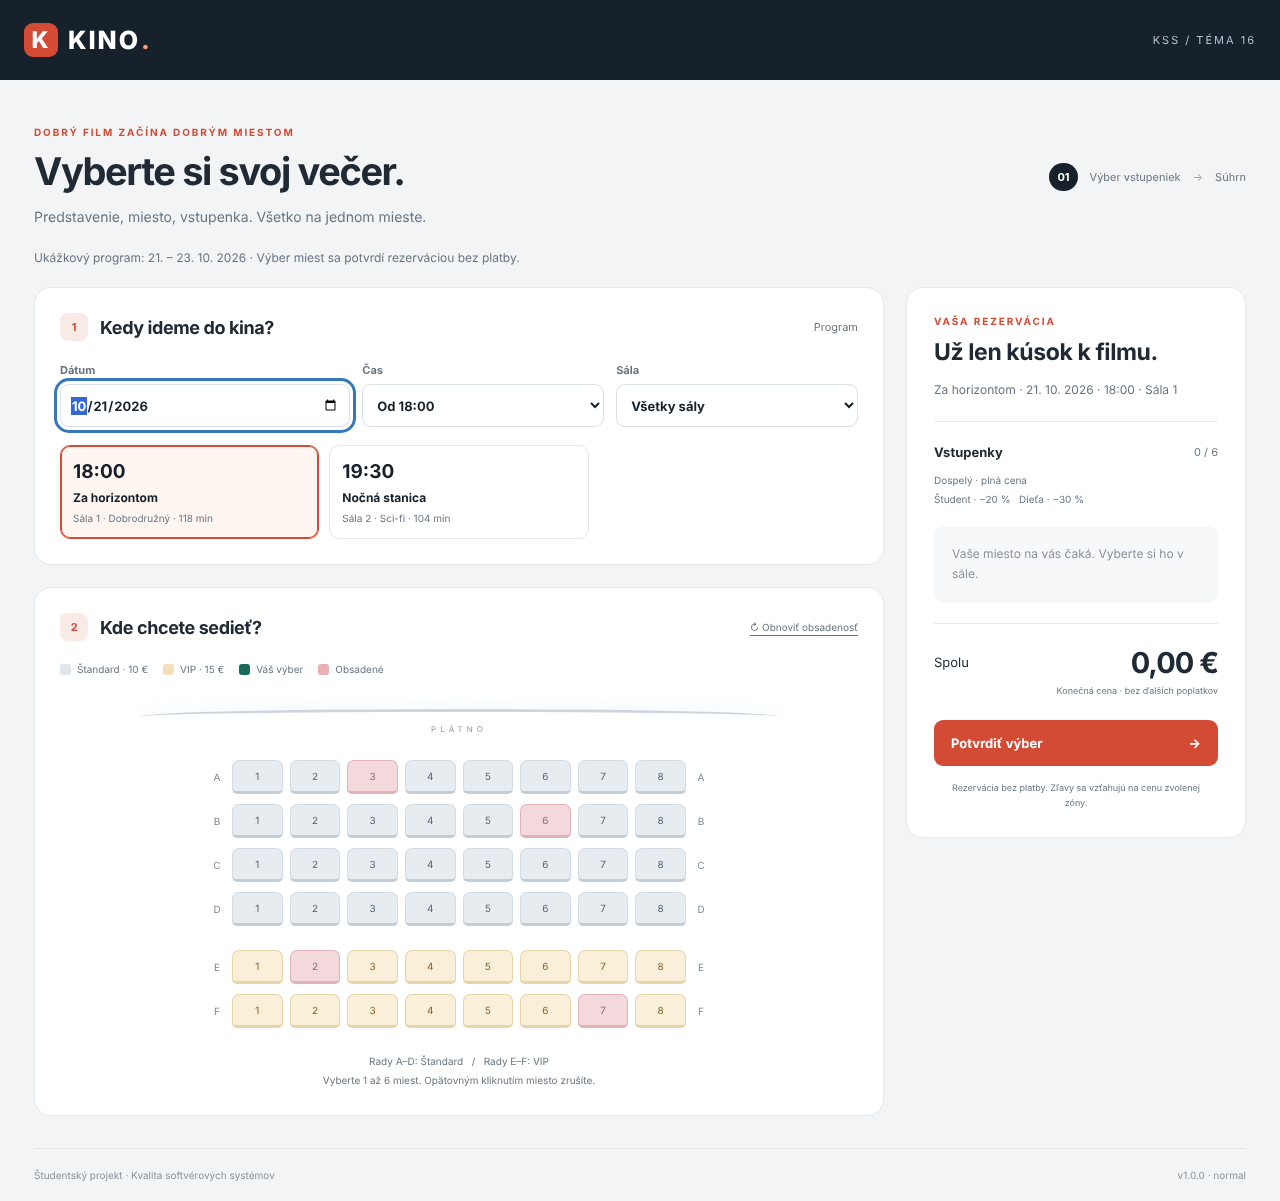 K KINO.
KSS / TÉMA 16
DOBRÝ FILM ZAČÍNA DOBRÝM MIESTOM
Vyberte si svoj večer.
01 Výber vstupeniek → Súhrn
Predstavenie, miesto, vstupenka. Všetko na jednom mieste.
Ukážkový program: 21. – 23. 10. 2026 · Výber miest sa potvrdí rezerváciou bez platby.
1 Kedy ideme do kina? Program
Dátum Čas Sála
10/21/2026 Od 18:00 Všetky sály
18:00
Za horizontom
Sála 1 · Dobrodružný · 118 min
19:30
Nočná stanica
Sála 2 · Sci-fi · 104 min
2 Kde chcete sedieť? ↻ Obnoviť obsadenosť
Štandard · 10 € VIP · 15 € Váš výber Obsadené
PLÁTNO
A 1 2 3 4 5 6 7 8 A
B 1 2 3 4 5 6 7 8 B
C 1 2 3 4 5 6 7 8 C
D 1 2 3 4 5 6 7 8 D
E 1 2 3 4 5 6 7 8 E
F 1 2 3 4 5 6 7 8 F
Rady A–D: Štandard / Rady E–F: VIP
Vyberte 1 až 6 miest. Opätovným kliknutím miesto zrušíte.
VAŠA REZERVÁCIA
Už len kúsok k filmu.
Za horizontom · 21. 10. 2026 · 18:00 · Sála 1
Vstupenky 0 / 6
Dospelý · plná cena
Študent · −20 % Dieťa · −30 %
Vaše miesto na vás čaká. Vyberte si ho v
sále.
Spolu 0,00 €
Konečná cena · bez ďalších poplatkov
Potvrdiť výber →
Rezervácia bez platby. Zľavy sa vzťahujú na cenu zvolenej
zóny.
Študentský projekt · Kvalita softvérových systémov
v1.0.0 · normal